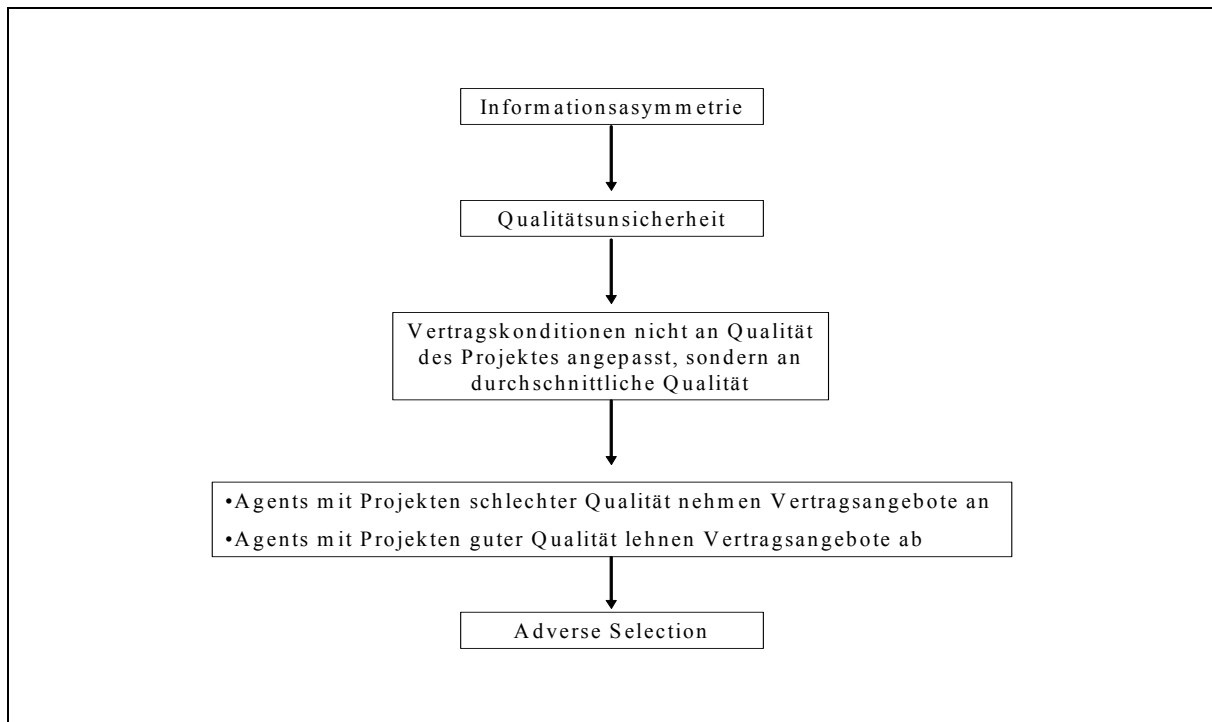 Informationsasymmetrie
Qualitätsunsicherheit
Vertragskonditionen nicht an Qualität
des Projektes angepasst, sondern an
durchschnittliche Qualität
•Agents mit Projekten schlechter Qualität nehmen Vertragsangebote an
•Agents mit Projekten guter Qualität lehnen Vertragsangebote ab
Adverse Selection